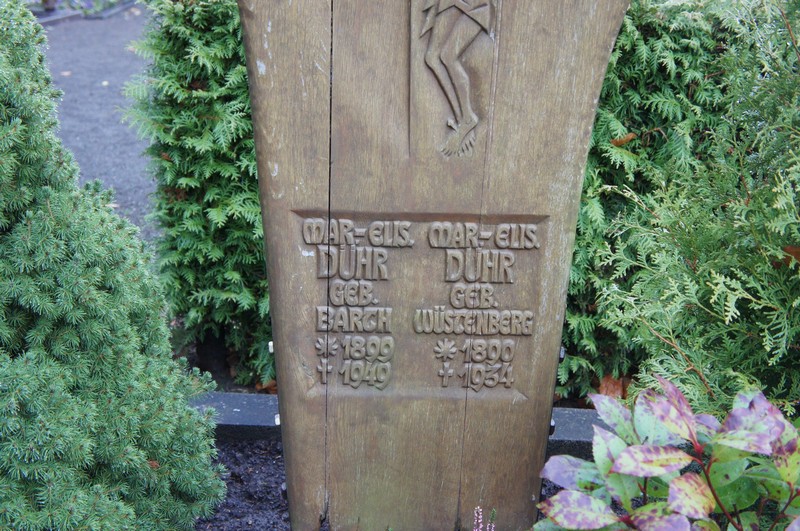 MAR-ELIS.
DÜHR
GEB.
BARTH
* 1899
† 1949
MAR-ELIS.
DÜHR
GEB.
WÜSTENBERG
* 1890
† 1934